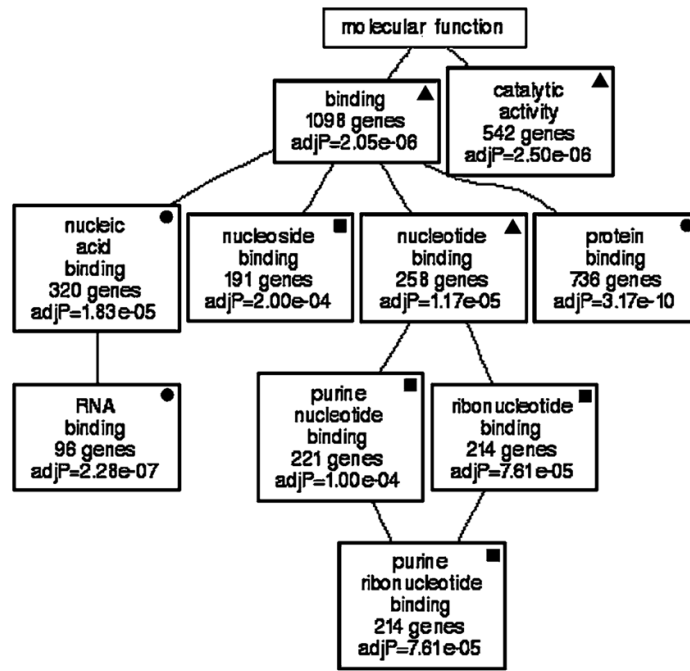 molecular function
binding
1098 genes
adjP=2.05e-06
catalytic
activity
542 genes
adjP=2.50e-06
nucleic
acid
binding
320 genes
adjP=1.83e-05
nucleoside
binding
191 genes
adjP=2.00e-04
nucleotide
binding
258 genes
adjP=1.17e-05
protein
binding
736 genes
adjP=3.17e-10
RNA
binding
96 genes
adjP=2.28e-07
purine
nucleotide
binding
221 genes
adjP=1.00e-04
ribonucleotide
binding
214 genes
adjP=7.61e-05
purine
ribonucleotide
binding
214 genes
adjP=7.61e-05